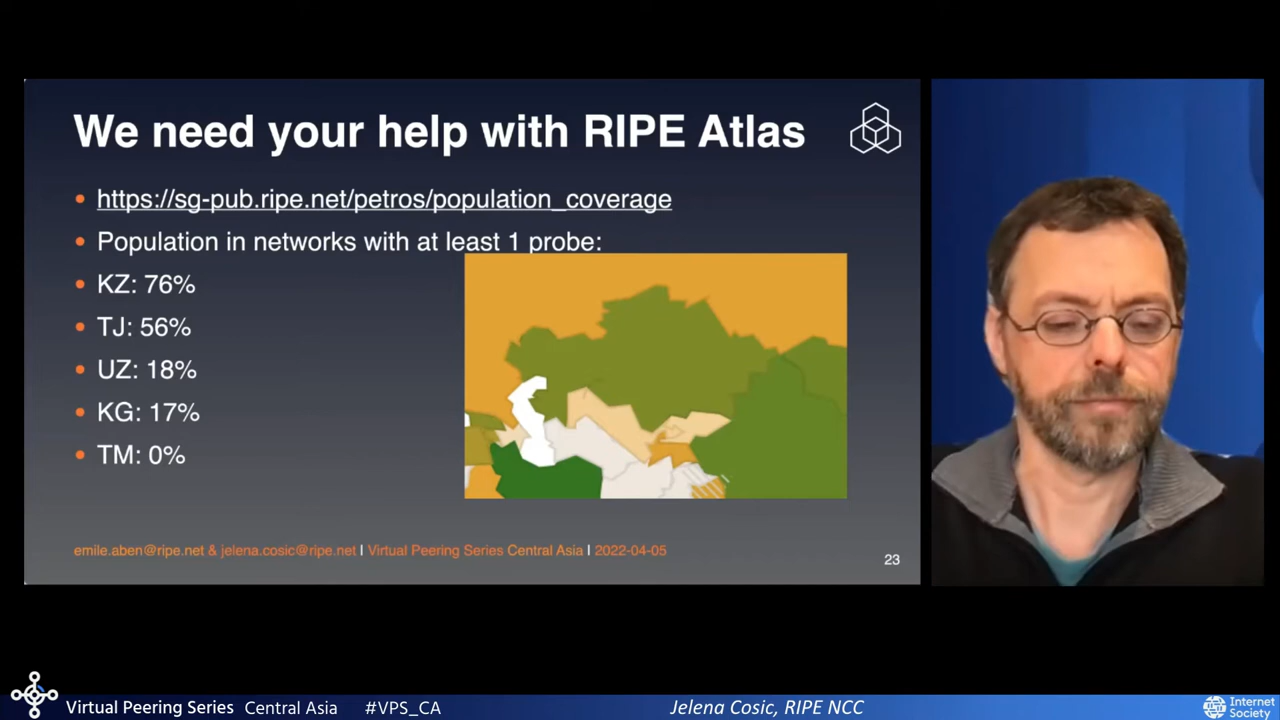 We need your help with RIPE Atlas
https://sg-pub.ripe.net/petros/population_coverage
Population in networks with at least 1 probe:
KZ: 76%
TJ: 56%
UZ: 18%
KG: 17%
TM: 0%
emile.aben@ripe.net & jelena.cosic@ripe.net | Virtual Peering Series Central Asia | 2022-04-05
23
Virtual Peering Series Central Asia #VPS_CA
Jelena Cosic, RIPE NCC
Internet
Society